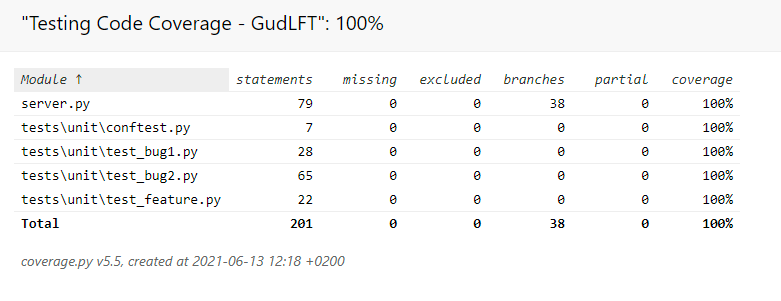 "Testing Code Coverage - GudLFT": 100%
Module ↑ statements missing excluded branches partial coverage
server.py 79 0 0 38 0 100%
tests\unit\conftest.py 7 0 0 0 0 100%
tests\unit\test_bug1.py 28 0 0 0 0 100%
tests\unit\test_bug2.py 65 0 0 0 0 100%
tests\unit\test_feature.py 22 0 0 0 0 100%
Total 201 0 0 38 0 100%
coverage.py v5.5, created at 2021-06-13 12:18 +0200